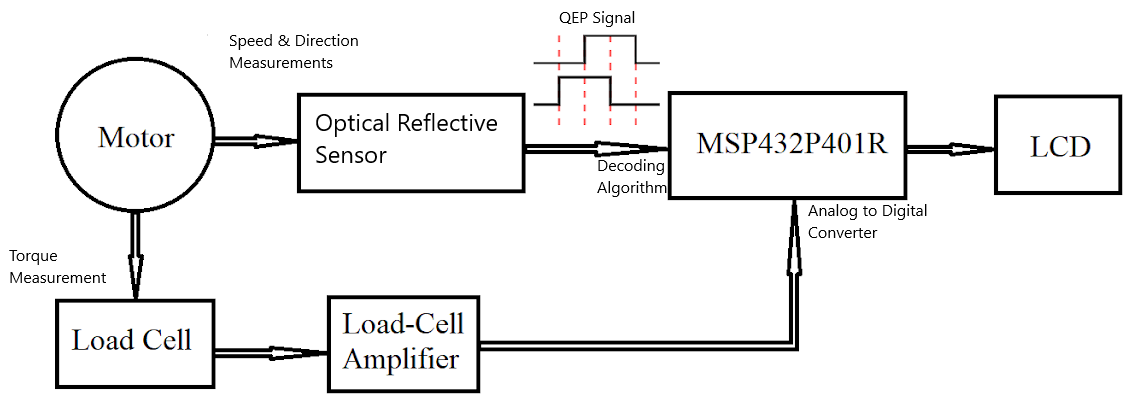 QEP Signal
Speed & Direction
Measurements
Motor
Optical Reflective
Sensor
Decoding
Algorithm
MSP432P401R
LCD
Analog to Digital
Converter
Torque
Measurement
Load Cell
Load-Cell
Amplifier